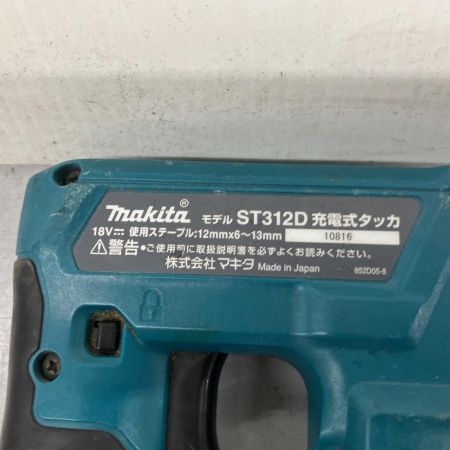 makita® モデル ST312D 充電式タッカ
18V⎓ 使用ステープル:12mmx6～13mm 10816
⚠警告・ご使用前に取扱説明書を必ずよくお読みください。
株式会社マキタ Made in Japan 852D05-6